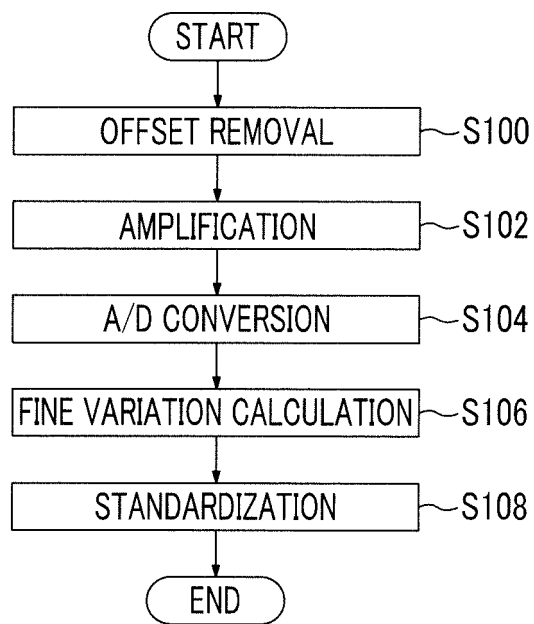 START
OFFSET REMOVAL S100
AMPLIFICATION S102
A/D CONVERSION S104
FINE VARIATION CALCULATION S106
STANDARDIZATION S108
END